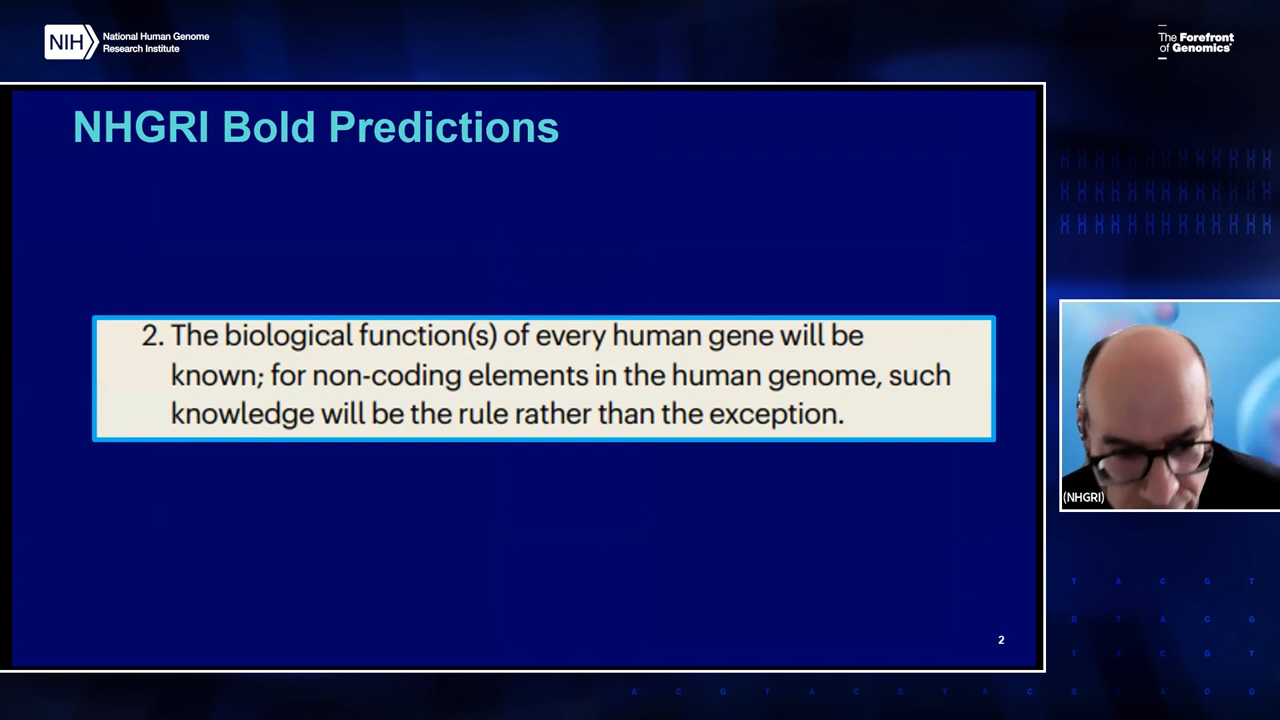 NIH National Human Genome
Research Institute
The Forefront
of Genomics®
NHGRI Bold Predictions
2. The biological function(s) of every human gene will be
known; for non-coding elements in the human genome, such
knowledge will be the rule rather than the exception.
2
(NHGRI)
T A C G T
G T A C G
T A C G T
A C G T A C G T A C G T A C G